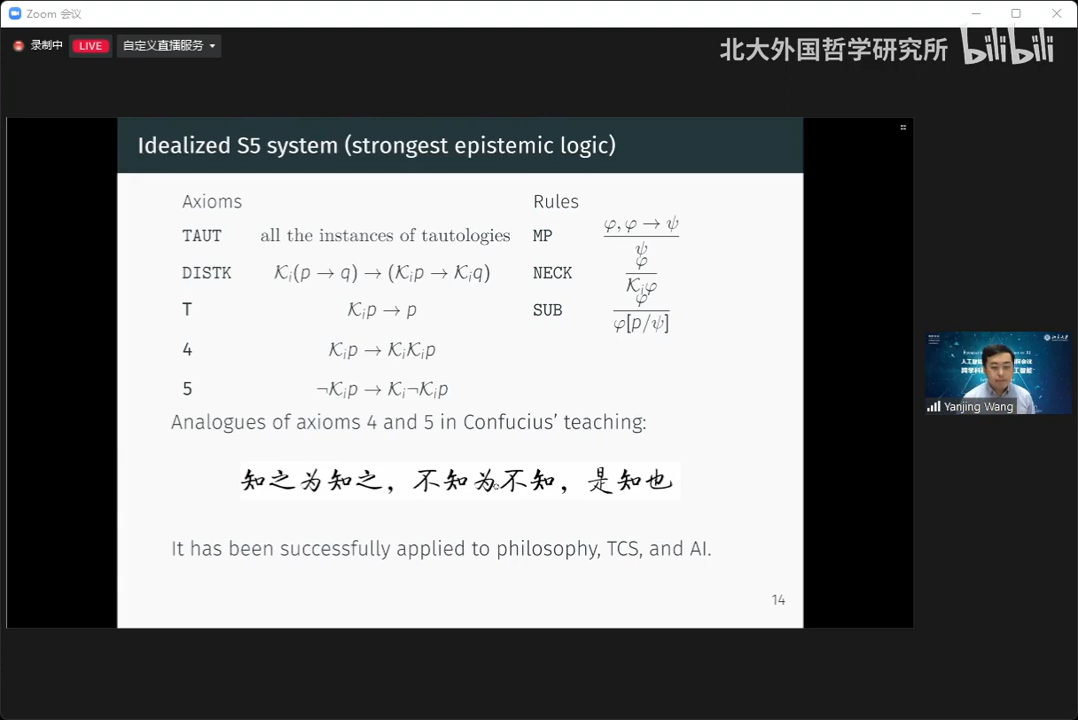 Zoom 会议
录制中 LIVE 自定义直播服务
北大外国哲学研究所 bilibili
Idealized S5 system (strongest epistemic logic)
Axioms Rules
TAUT all the instances of tautologies MP φ, φ → ψ / ψ
DISTK 𝒦ᵢ(p → q) → (𝒦ᵢp → 𝒦ᵢq) NECK φ / 𝒦ᵢφ
T 𝒦ᵢp → p SUB φ / φ[p/ψ]
4 𝒦ᵢp → 𝒦ᵢ𝒦ᵢp
5 ¬𝒦ᵢp → 𝒦ᵢ¬𝒦ᵢp
Analogues of axioms 4 and 5 in Confucius’ teaching:
知之为知之，不知为不知，是知也
It has been successfully applied to philosophy, TCS, and AI.
14
Yanjing Wang